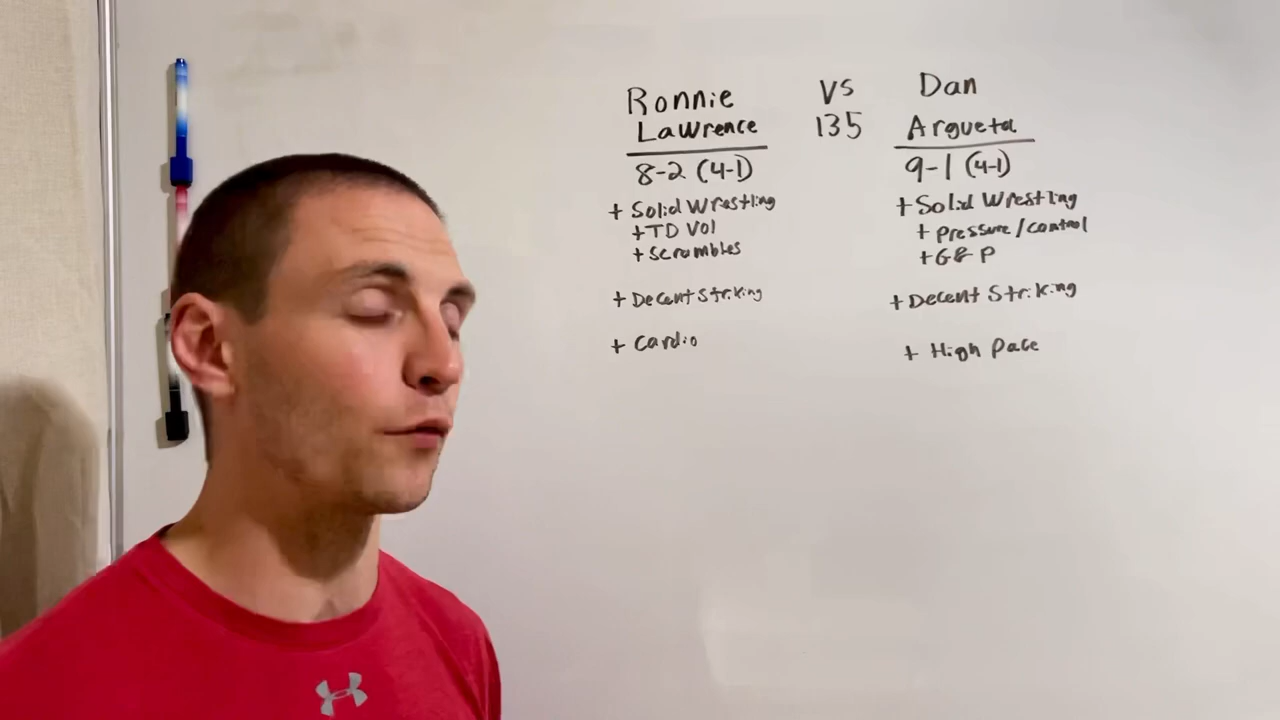 Ronnie
Lawrence
8-2 (4-1)
+ Solid Wrestling
+TD Vol
+Scrambles
+ Decent Striking
+ Cardio
VS
135
Dan
Argueta
9-1 (4-1)
+Solid Wrestling
+ Pressure/control
+G&P
+Decent Striking
+ High Pace